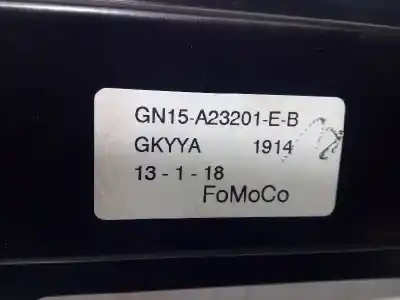 GN15-A23201-E-B
GKYYA 1914
13 - 1 - 18
FoMoCo